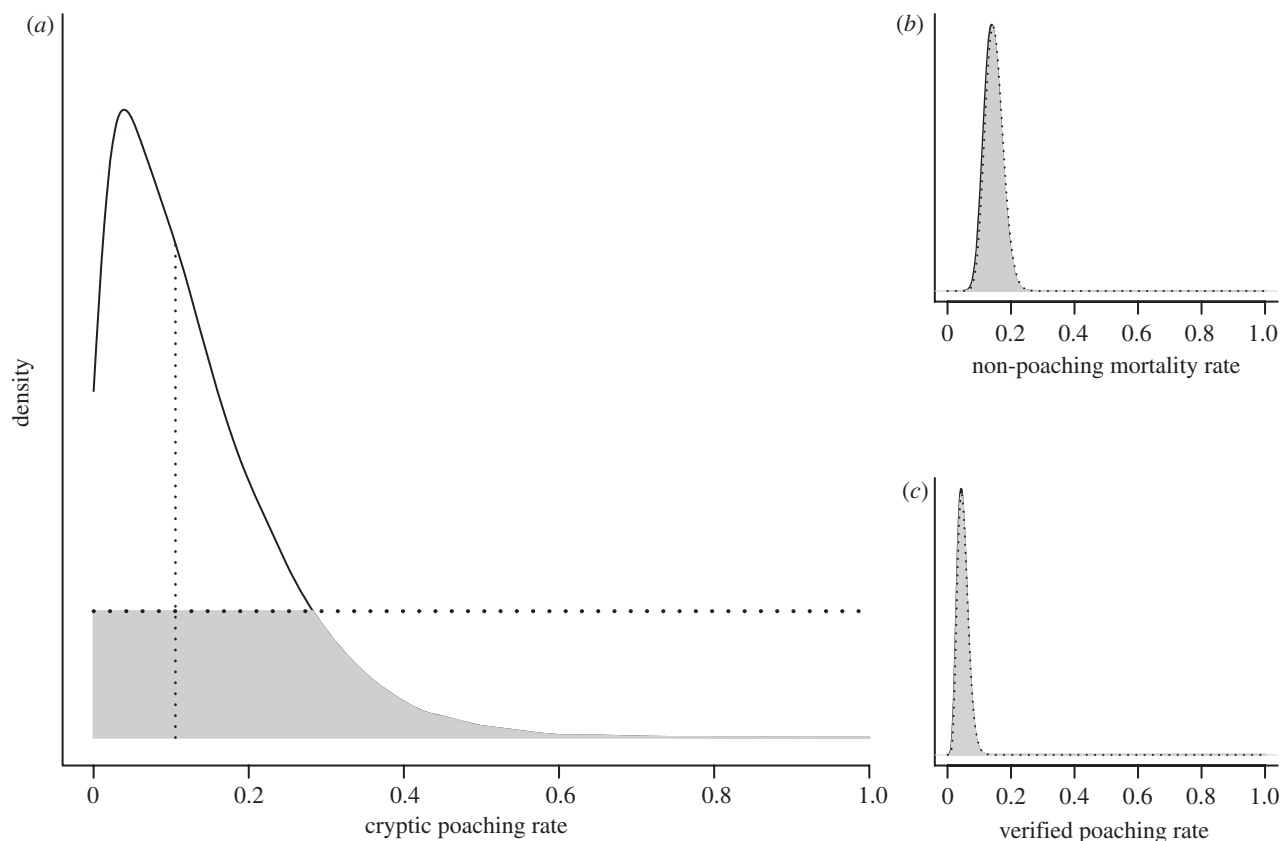 (a)
density
0 0.2 0.4 0.6 0.8 1.0
cryptic poaching rate
(b)
0 0.2 0.4 0.6 0.8 1.0
non-poaching mortality rate
(c)
0 0.2 0.4 0.6 0.8 1.0
verified poaching rate